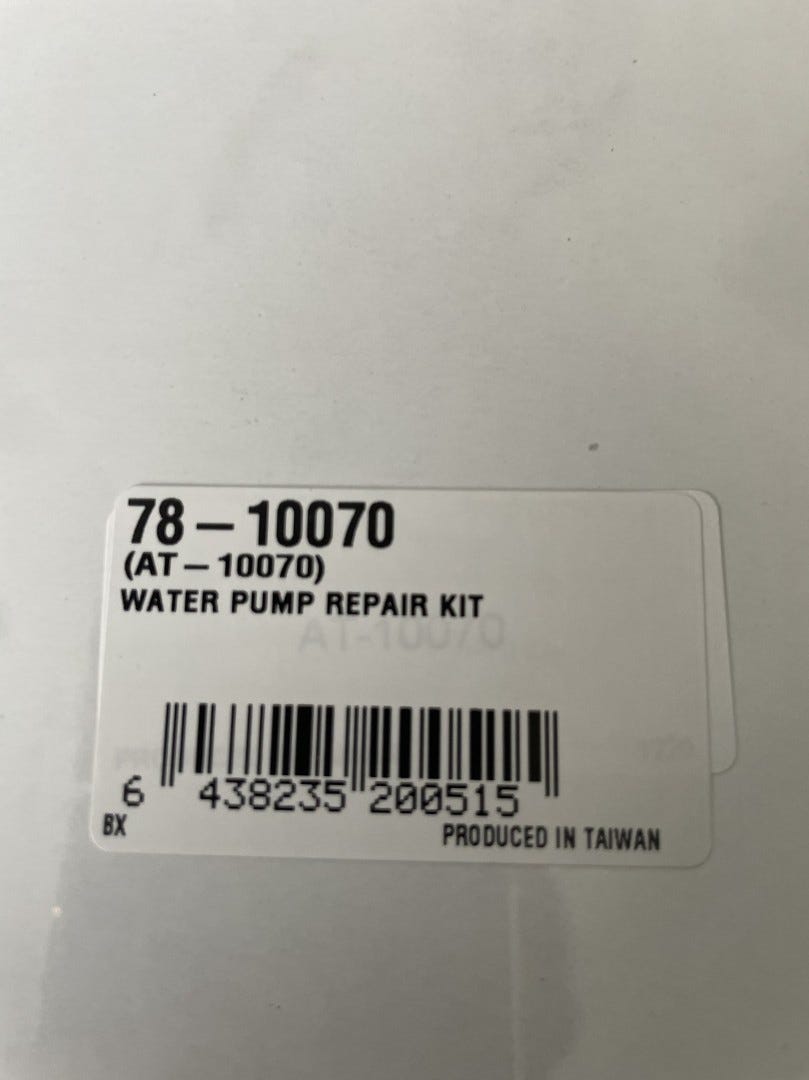 78-10070
(AT-10070)
WATER PUMP REPAIR KIT
AT-10070
6 438235 200515
BX
PRODUCED IN TAIWAN